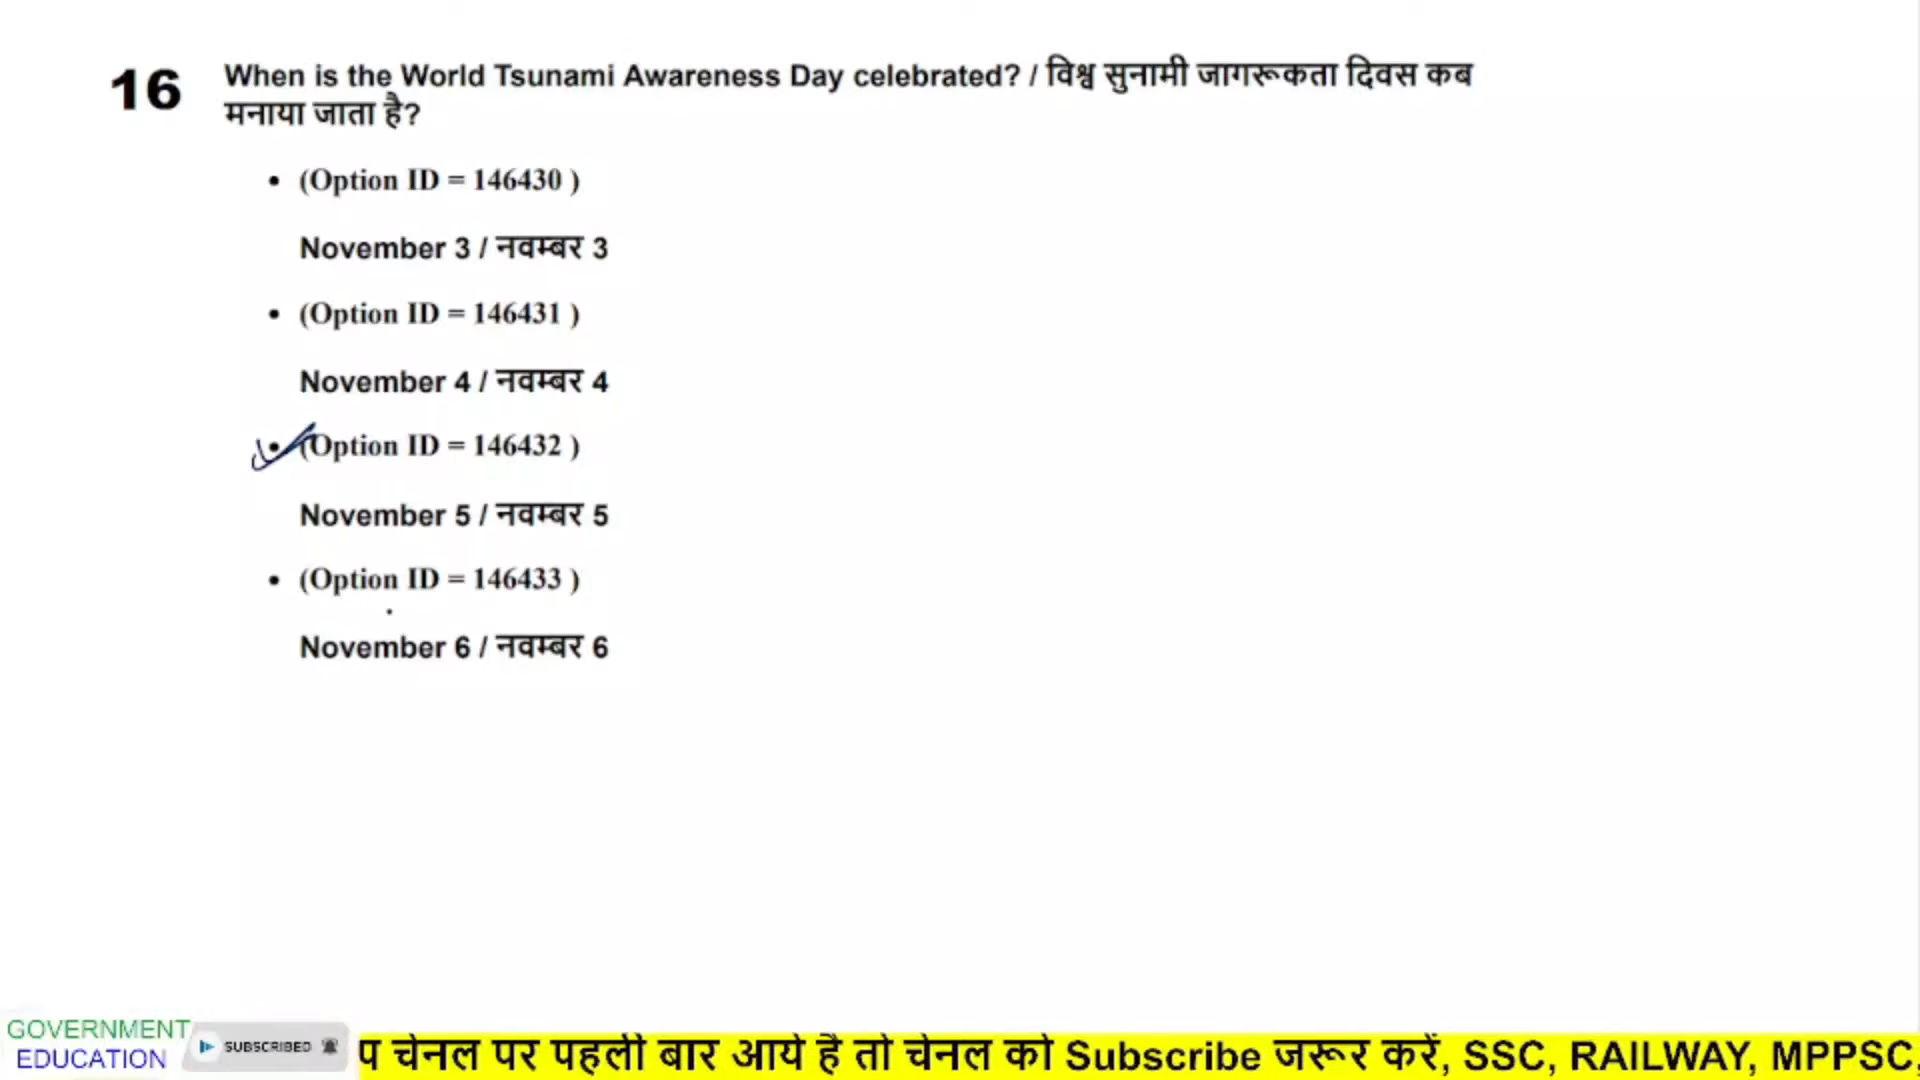 16 When is the World Tsunami Awareness Day celebrated? / विश्व सुनामी जागरूकता दिवस कब
मनाया जाता है?
• (Option ID = 146430 )
November 3 / नवम्बर 3
• (Option ID = 146431 )
November 4 / नवम्बर 4
• (Option ID = 146432 )
November 5 / नवम्बर 5
• (Option ID = 146433 )
November 6 / नवम्बर 6
GOVERNMENT
EDUCATION
SUBSCRIBED
प चेनल पर पहली बार आये है तो चेनल को Subscribe जरूर करें, SSC, RAILWAY, MPPSC,